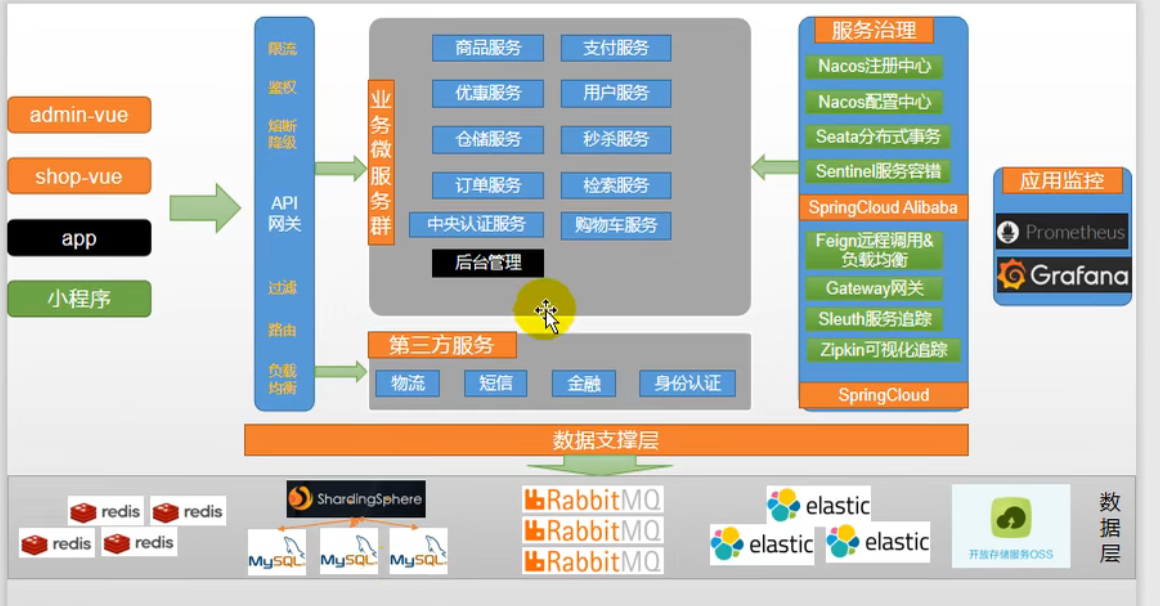 admin-vue
shop-vue
app
小程序
限流
鉴权
熔断
降级
API
网关
过滤
路由
负载
均衡
业务微服务群
商品服务
支付服务
优惠服务
用户服务
仓储服务
秒杀服务
订单服务
检索服务
中央认证服务
购物车服务
后台管理
第三方服务
物流
短信
金融
身份认证
服务治理
Nacos注册中心
Nacos配置中心
Seata分布式事务
Sentinel服务容错
SpringCloud Alibaba
Feign远程调用&
负载均衡
Gateway网关
Sleuth服务追踪
Zipkin可视化追踪
SpringCloud
应用监控
Prometheus
Grafana
数据支撑层
redis
redis
redis
redis
ShardingSphere
MySQL
MySQL
MySQL
RabbitMQ
RabbitMQ
RabbitMQ
elastic
elastic
elastic
开放存储服务OSS
数据层